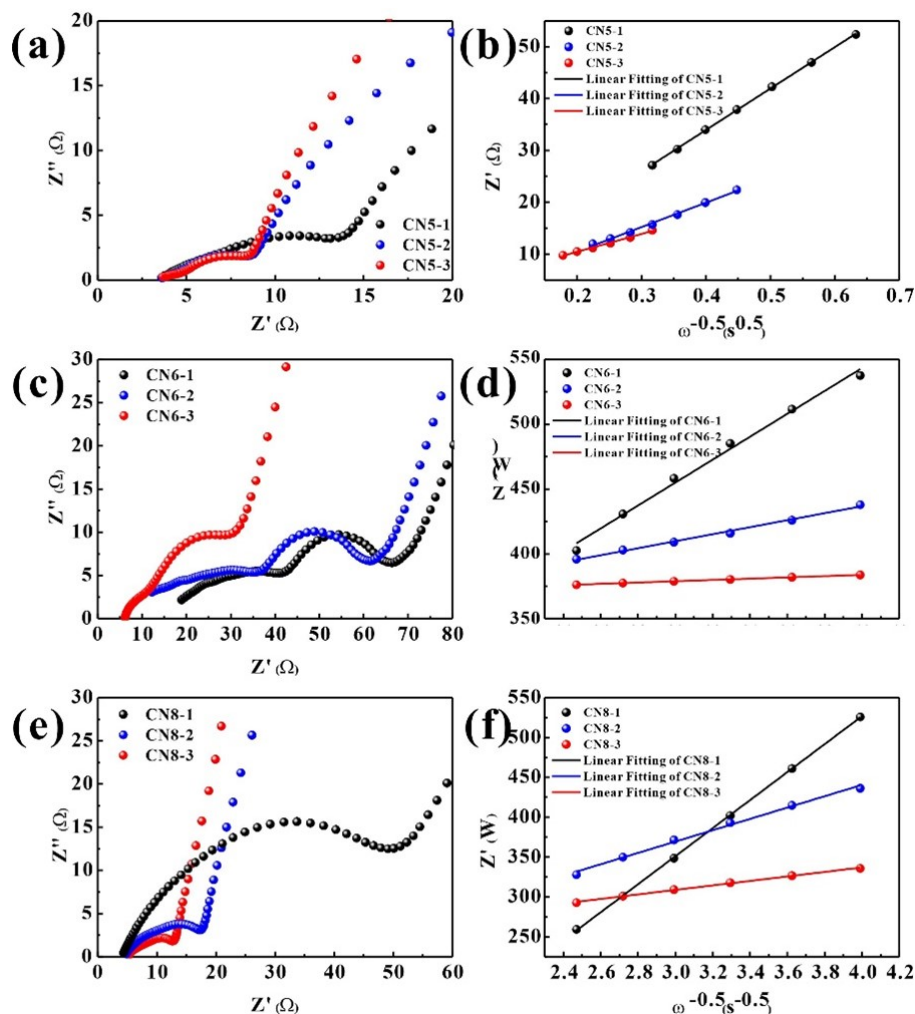 (a)
20
15
10
5
0
Z'' (Ω)
0 5 10 15 20
Z' (Ω)
CN5-1
CN5-2
CN5-3
(b)
50
40
30
20
10
Z' (Ω)
0.2 0.3 0.4 0.5 0.6 0.7
ω -0.5(s0.5)
CN5-1
CN5-2
CN5-3
Linear Fitting of CN5-1
Linear Fitting of CN5-2
Linear Fitting of CN5-3
(c)
30
25
20
15
10
5
0
Z'' (Ω)
0 10 20 30 40 50 60 70 80
Z' (Ω)
CN6-1
CN6-2
CN6-3
(d)
550
500
450
400
350
Z(W)
CN6-1
CN6-2
CN6-3
Linear Fitting of CN6-1
Linear Fitting of CN6-2
Linear Fitting of CN6-3
(e)
30
25
20
15
10
5
0
Z'' (Ω)
0 10 20 30 40 50 60
Z' (Ω)
CN8-1
CN8-2
CN8-3
(f)
550
500
450
400
350
300
250
Z' (W)
2.4 2.6 2.8 3.0 3.2 3.4 3.6 3.8 4.0 4.2
ω -0.5(s-0.5)
CN8-1
CN8-2
CN8-3
Linear Fitting of CN8-1
Linear Fitting of CN8-2
Linear Fitting of CN8-3